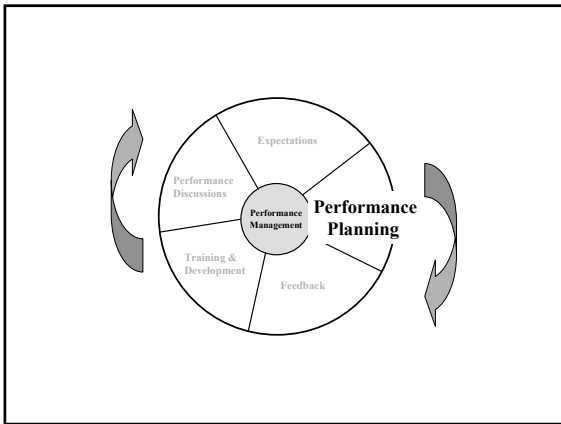 Expectations
Performance
Planning
Feedback
Training &
Development
Performance
Discussions
Performance
Management